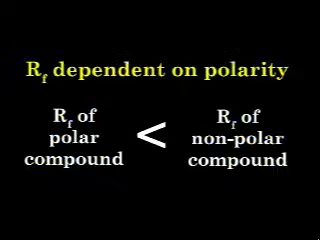 Rf dependent on polarity
Rf of
polar
compound
<
Rf of
non-polar
compound